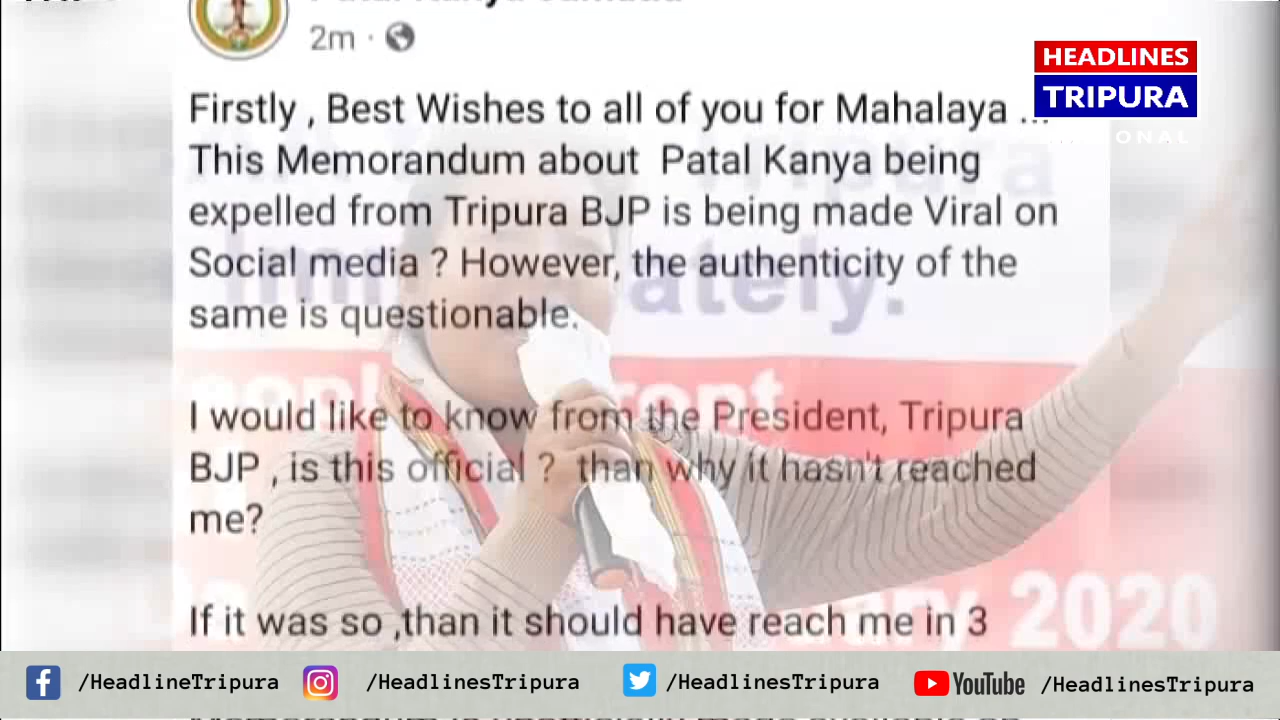 2m
HEADLINES
TRIPURA
Firstly , Best Wishes to all of you for Mahalaya ...
This Memorandum about Patal Kanya being
expelled from Tripura BJP is being made Viral on
Social media ? However, the authenticity of the
same is questionable.
I would like to know from the President, Tripura
BJP , is this official ? than why it hasn't reached
me?
If it was so ,than it should have reach me in 3
2020
/HeadlineTripura
/HeadlinesTripura
/HeadlinesTripura
YouTube /HeadlinesTripura